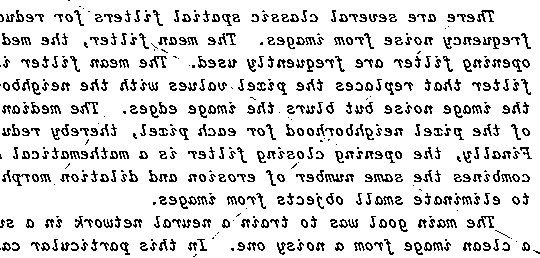 There are several classic spatial filters for redu
frequency noise from images. The mean filter, the med
opening filter are frequently used. The mean filter i
filter that replaces the pixel values with the neighbo
the image noise but blurs the image edges. The median
of the pixel neighborhood for each pixel, thereby redu
Finally, the opening closing filter is a mathematical
combines the same number of erosion and dilation morph
to eliminate small objects from images.
The main goal was to train a neural network in a su
a clean image from a noisy one. In this particular ca